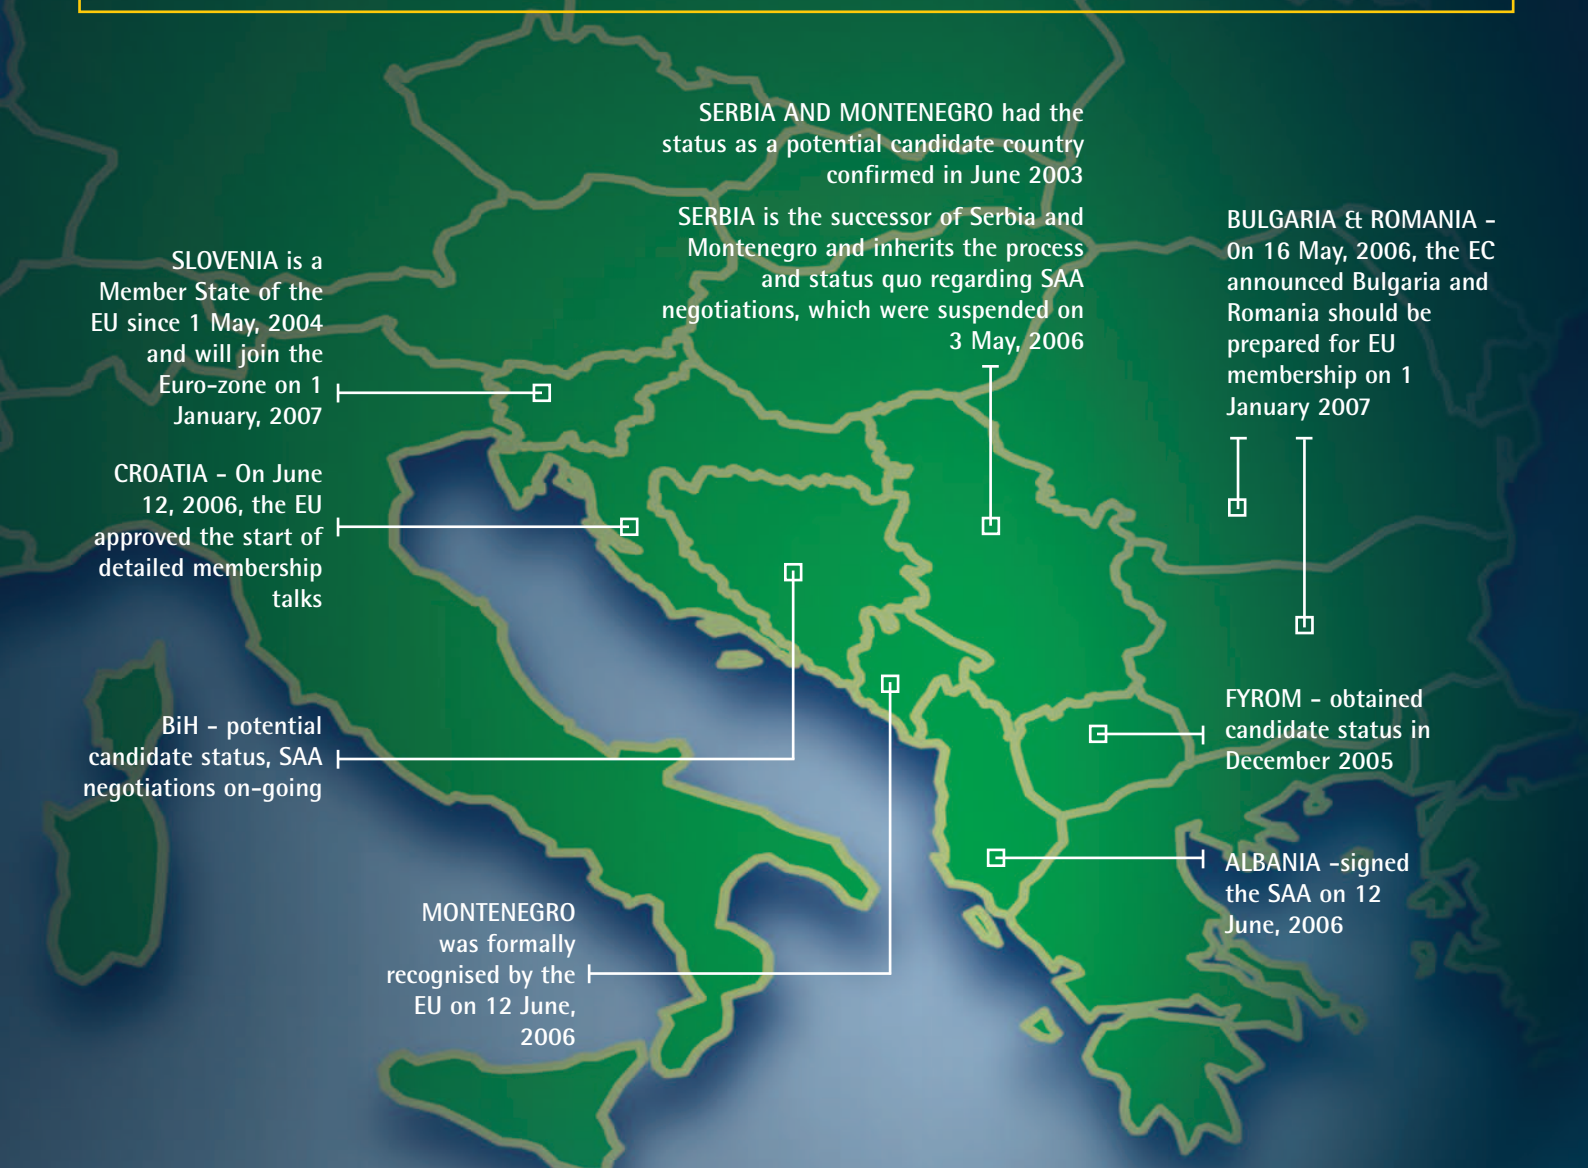 SERBIA AND MONTENEGRO had the
status as a potential candidate country
confirmed in June 2003
SERBIA is the successor of Serbia and
Montenegro and inherits the process
and status quo regarding SAA
negotiations, which were suspended on
3 May, 2006
BULGARIA & ROMANIA -
On 16 May, 2006, the EC
announced Bulgaria and
Romania should be
prepared for EU
membership on 1
January 2007
SLOVENIA is a
Member State of the
EU since 1 May, 2004
and will join the
Euro-zone on 1
January, 2007
CROATIA - On June
12, 2006, the EU
approved the start of
detailed membership
talks
BiH - potential
candidate status, SAA
negotiations on-going
FYROM - obtained
candidate status in
December 2005
ALBANIA -signed
the SAA on 12
June, 2006
MONTENEGRO
was formally
recognised by the
EU on 12 June,
2006